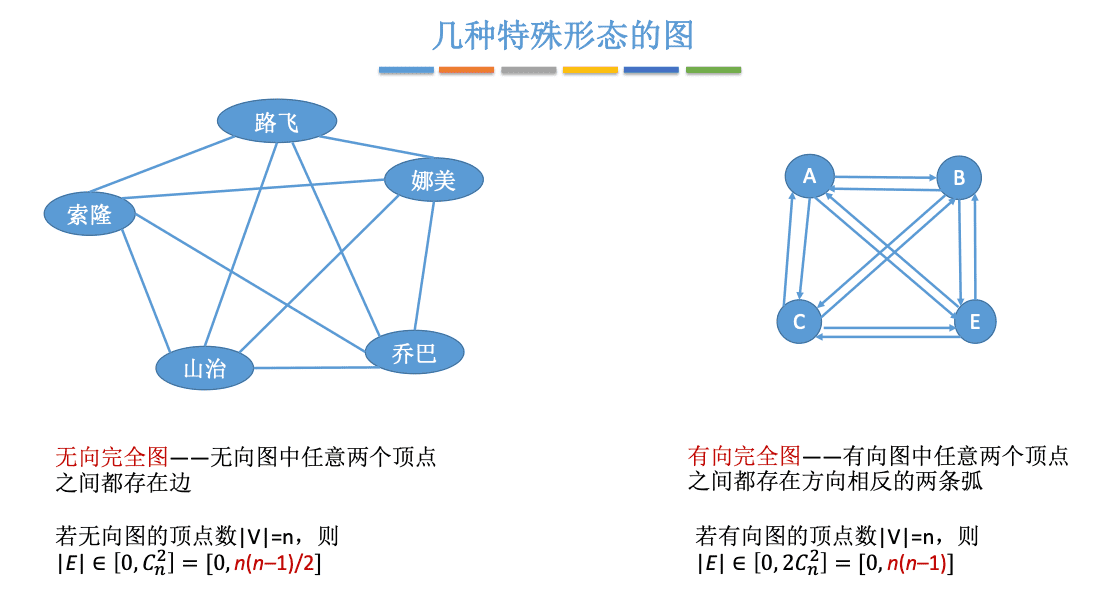 几种特殊形态的图
路飞
娜美
索隆
山治
乔巴
A
B
C
E
无向完全图——无向图中任意两个顶点
之间都存在边
若无向图的顶点数|V|=n，则
|E| ∈ [0, C_n^2] = [0, n(n–1)/2]
有向完全图——有向图中任意两个顶点
之间都存在方向相反的两条弧
若有向图的顶点数|V|=n，则
|E| ∈ [0, 2C_n^2] = [0, n(n–1)]